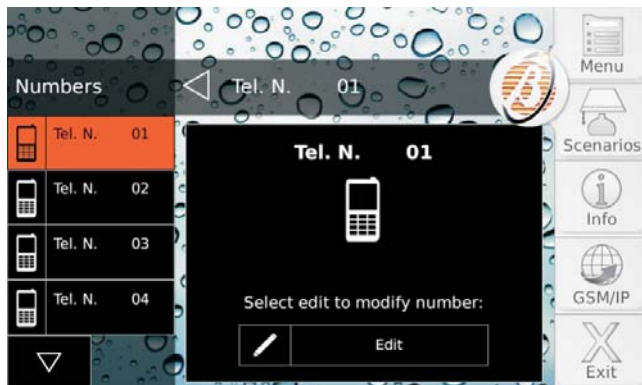 Numbers
Tel. N. 01
Tel. N. 01
Tel. N. 02
Tel. N. 03
Tel. N. 04
Tel. N. 01
Select edit to modify number:
Edit
Menu
Scenarios
Info
GSM/IP
Exit